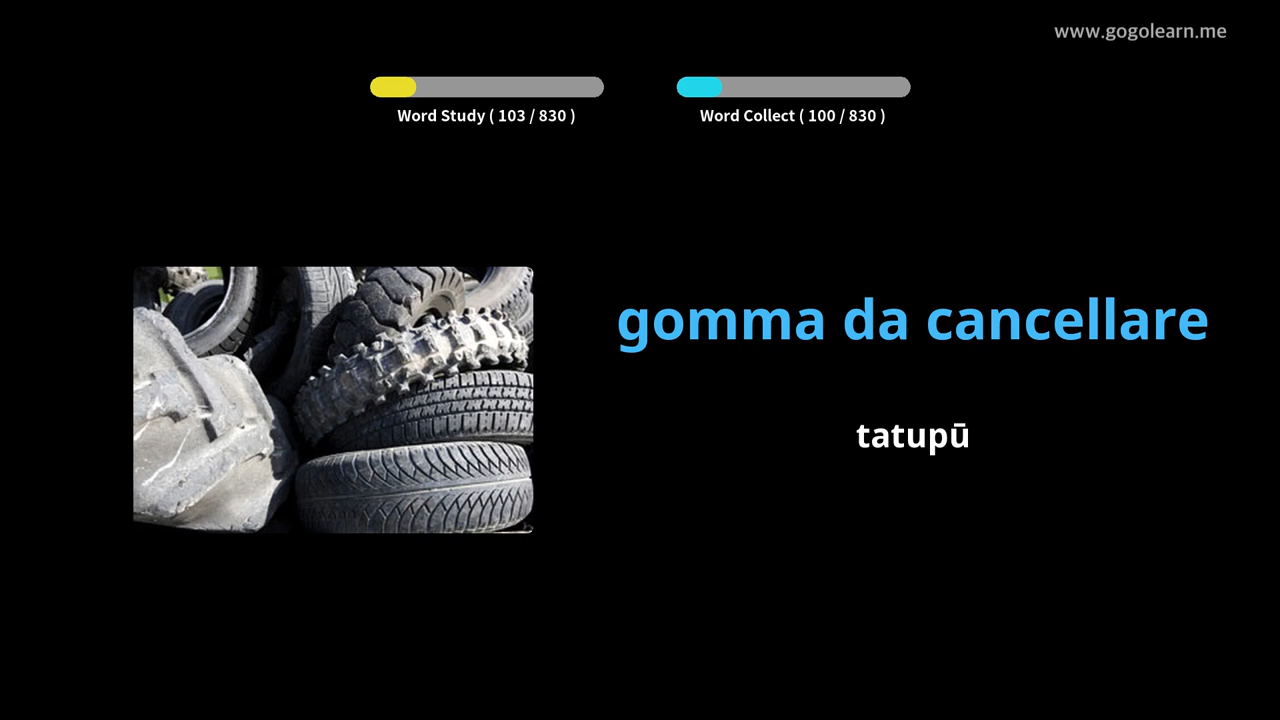 www.gogolearn.me
Word Study ( 103 / 830 )
Word Collect ( 100 / 830 )
gomma da cancellare
tatupū